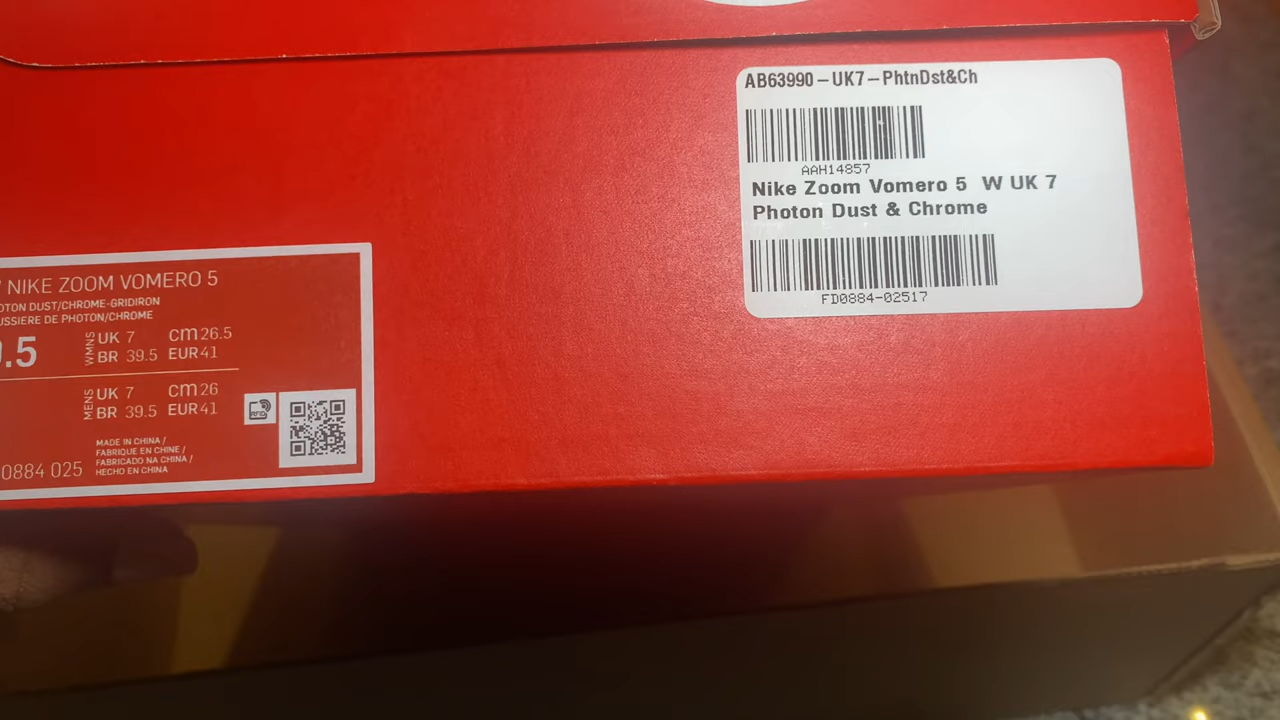 AB63990-UK7-PhtnDst&Ch
AAH14857
Nike Zoom Vomero 5 W UK 7
Photon Dust & Chrome
FD0884-02517
NIKE ZOOM VOMERO 5
OTON DUST/CHROME-GRIDIRON
USSIERE DE PHOTON/CHROME
.5
WMNS
UK 7 cm 26.5
BR 39.5 EUR 41
MENS
UK 7 cm 26
BR 39.5 EUR 41
RFID
MADE IN CHINA /
FABRIQUE EN CHINE /
FABRICADO NA CHINA /
HECHO EN CHINA
0884 025